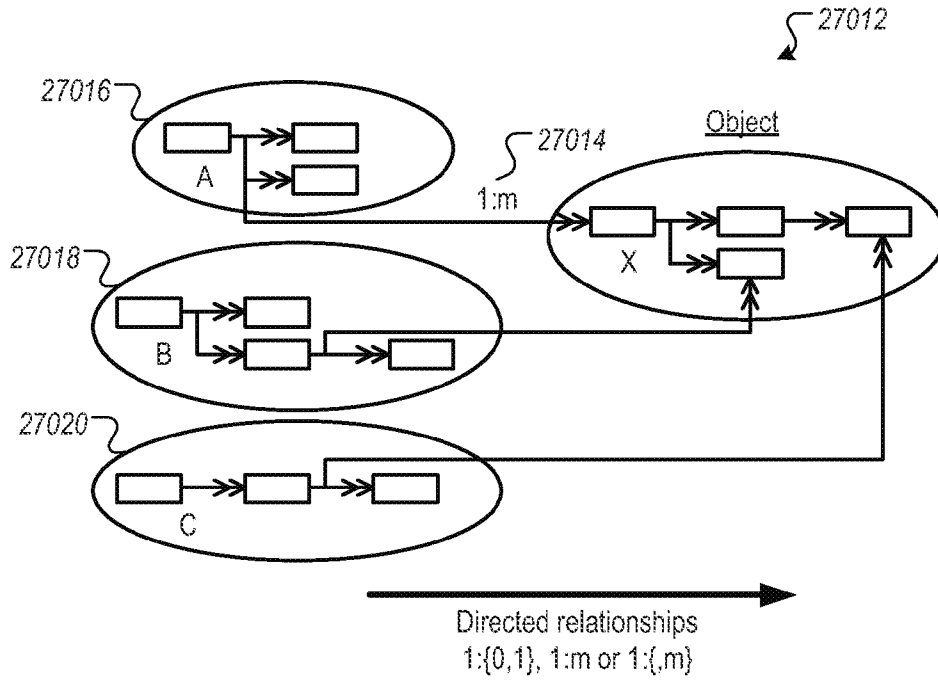 27012
27016
Object
27014
A
1:m
X
27018
B
27020
C
Directed relationships
1:{0,1}, 1:m or 1:{,m}